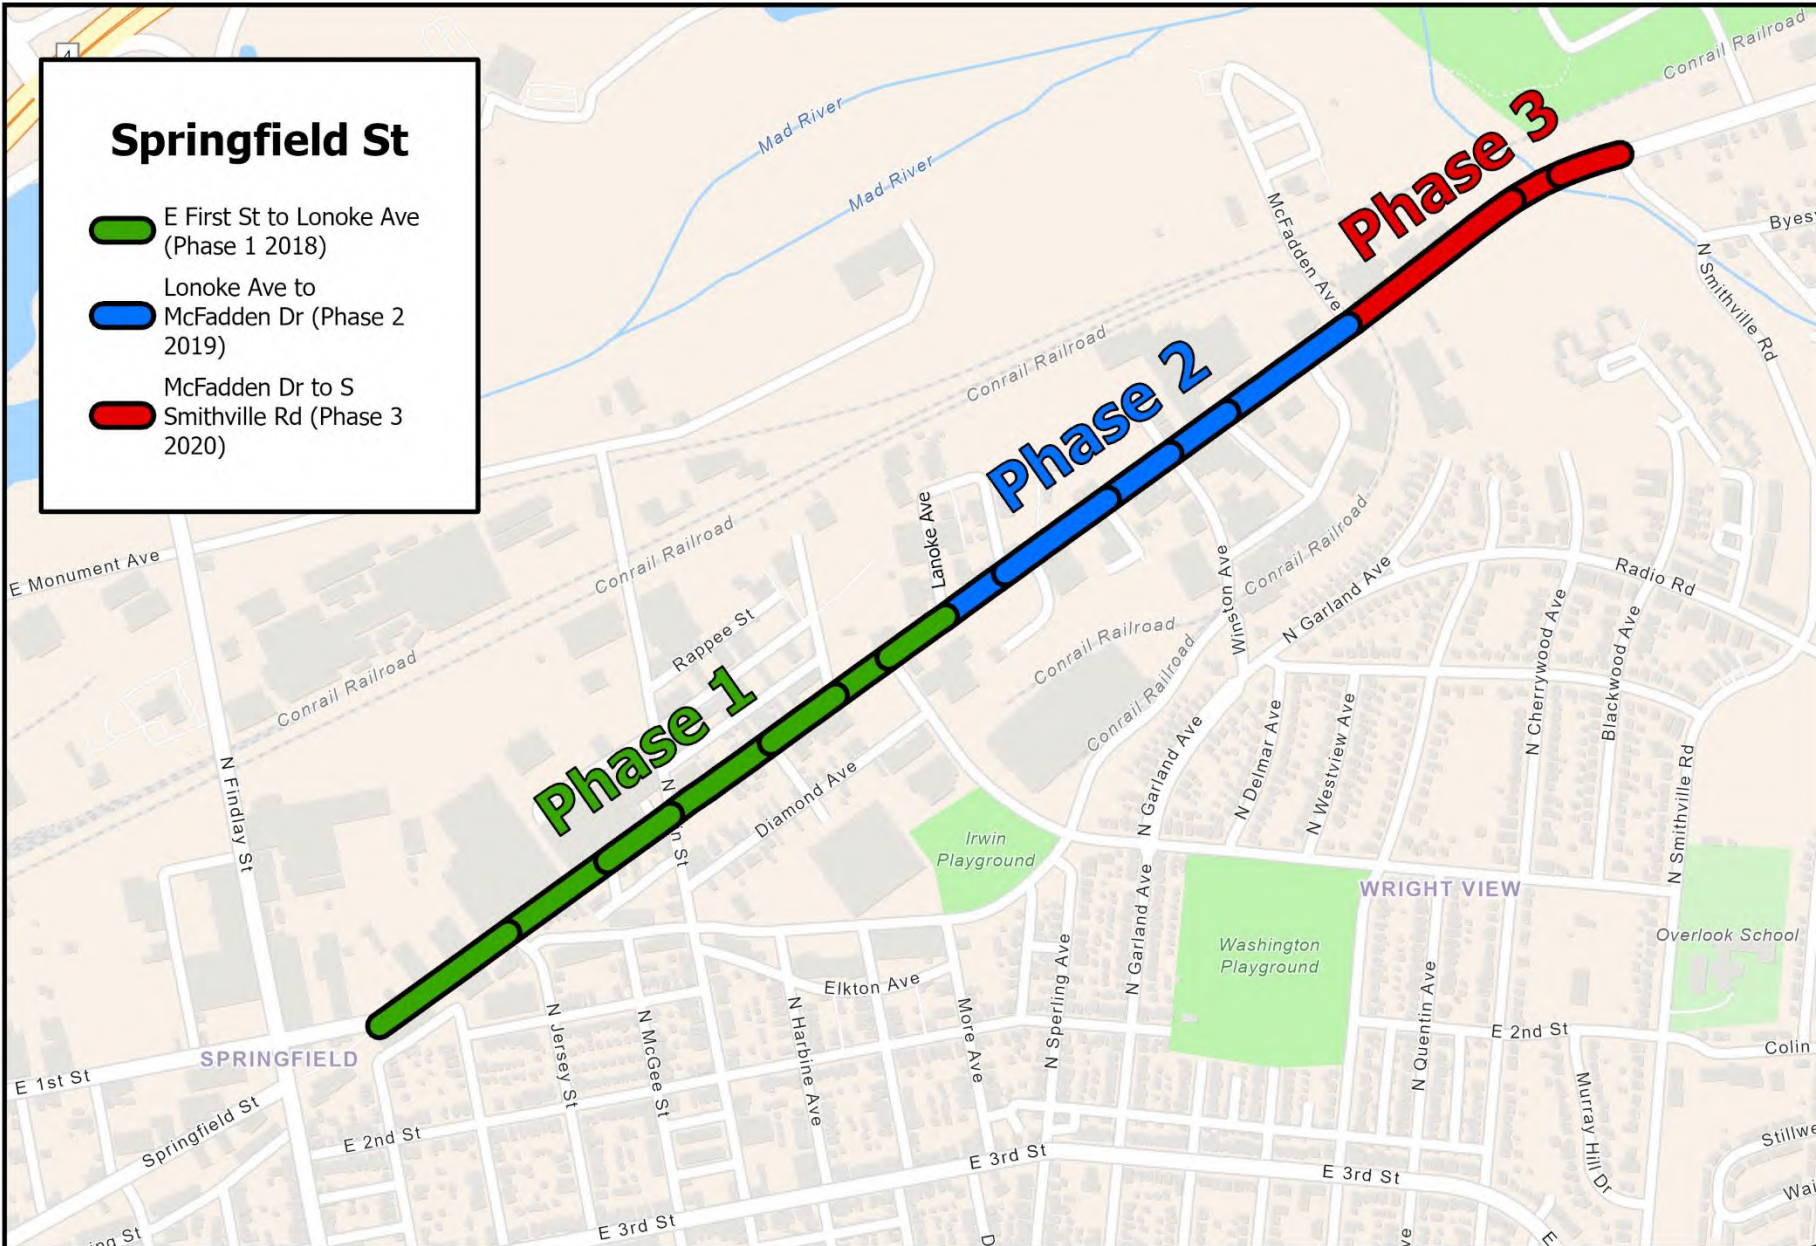 4
Springfield St
E First St to Lonoke Ave
(Phase 1 2018)
Lonoke Ave to
McFadden Dr (Phase 2
2019)
McFadden Dr to S
Smithville Rd (Phase 3
2020)
Conrail Railroad
Mad River
Mad River
Phase 3
McFadden Ave
N Smithville Rd
Conrail Railroad
Phase 2
Lanoke Ave
Conrail Railroad
E Monument Ave
Conrail Railroad
Winston Ave
N Garland Ave
Radio Rd
Rappee St
Conrail Railroad
Conrail Railroad
Conrail Railroad
N Cherrywood Ave
Blackwood Ave
Phase 1
N Findlay St
Diamond Ave
N Garland Ave
N Delmar Ave
N Westview Ave
N Smithville Rd
Irwin
Playground
WRIGHT VIEW
Washington
Playground
Overlook School
N Garland Ave
N Sperling Ave
Elkton Ave
N Jersey St
N McGee St
N Harbine Ave
More Ave
N Quentin Ave
E 2nd St
Colin
SPRINGFIELD
E 1st St
Springfield St
E 2nd St
Murray Hill Dr
E 3rd St
E 3rd St
E 3rd St